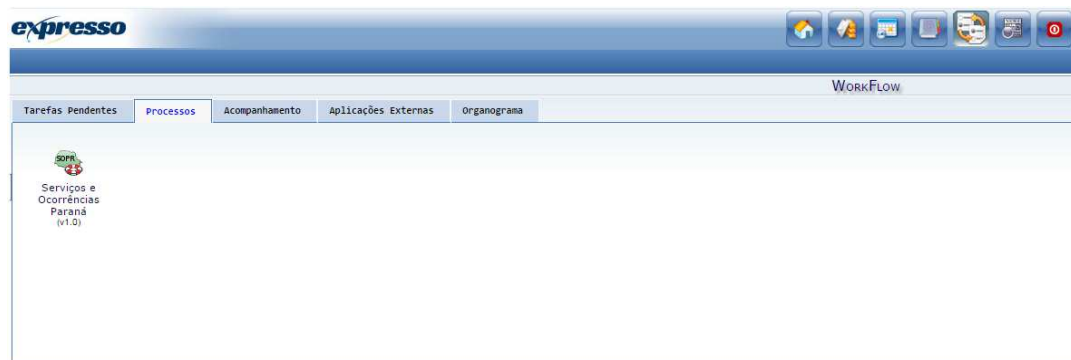 expresso
WorkFlow
Tarefas Pendentes Processos Acompanhamento Aplicações Externas Organograma
SOPR
Serviços e
Ocorrências
Paraná
(v1.0)